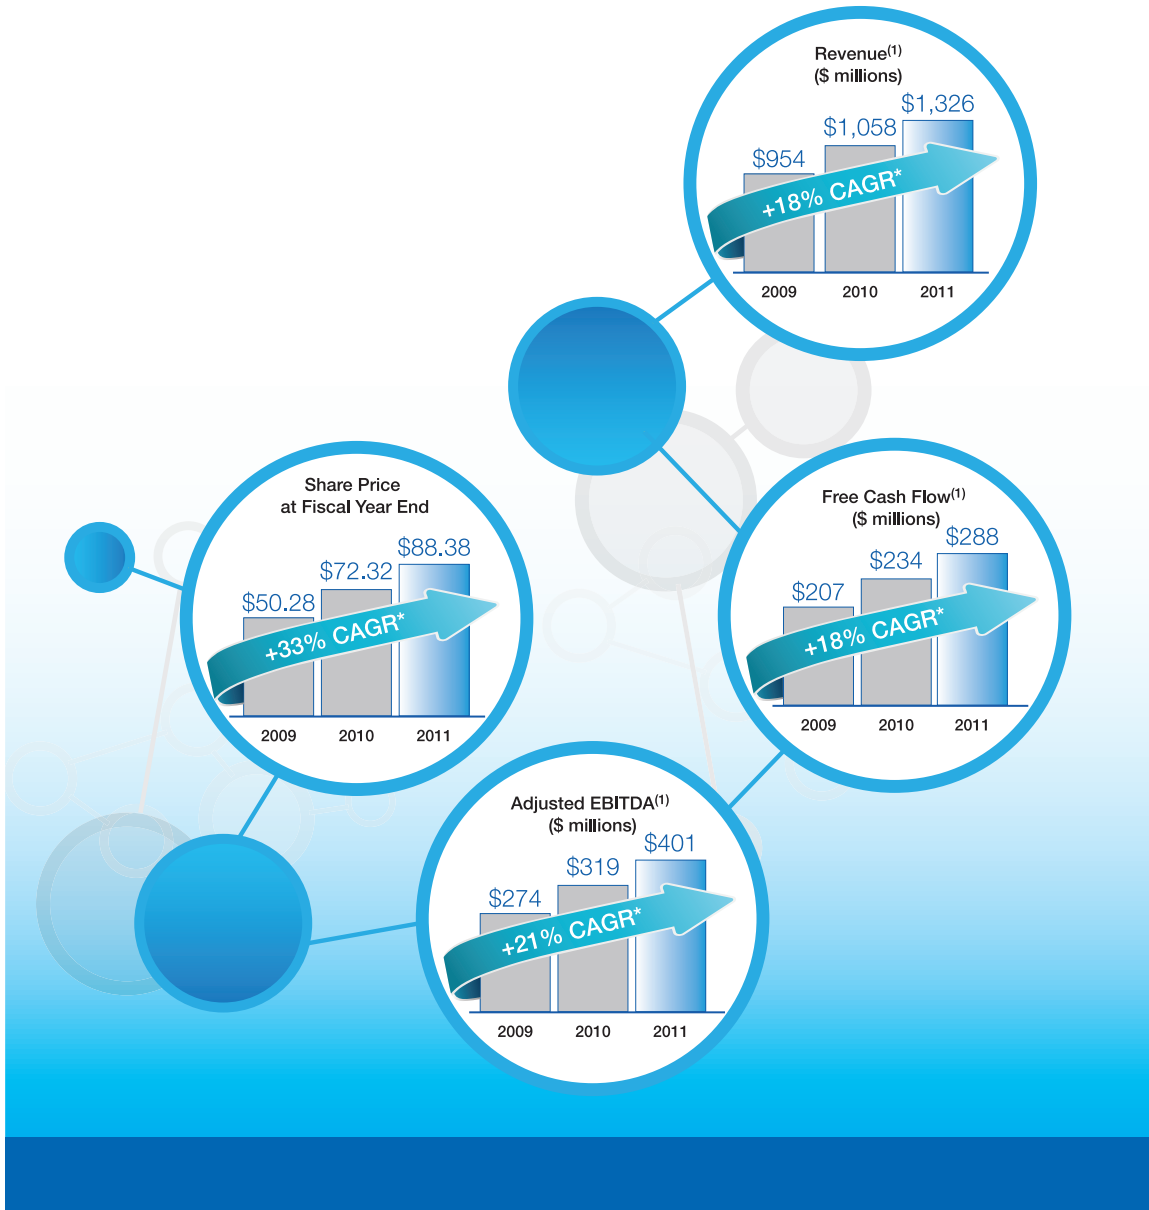 Revenue(1)
($ millions)
$954
$1,058
$1,326
+18% CAGR*
2009
2010
2011
Share Price
at Fiscal Year End
$50.28
$72.32
$88.38
+33% CAGR*
2009
2010
2011
Free Cash Flow(1)
($ millions)
$207
$234
$288
+18% CAGR*
2009
2010
2011
Adjusted EBITDA(1)
($ millions)
$274
$319
$401
+21% CAGR*
2009
2010
2011